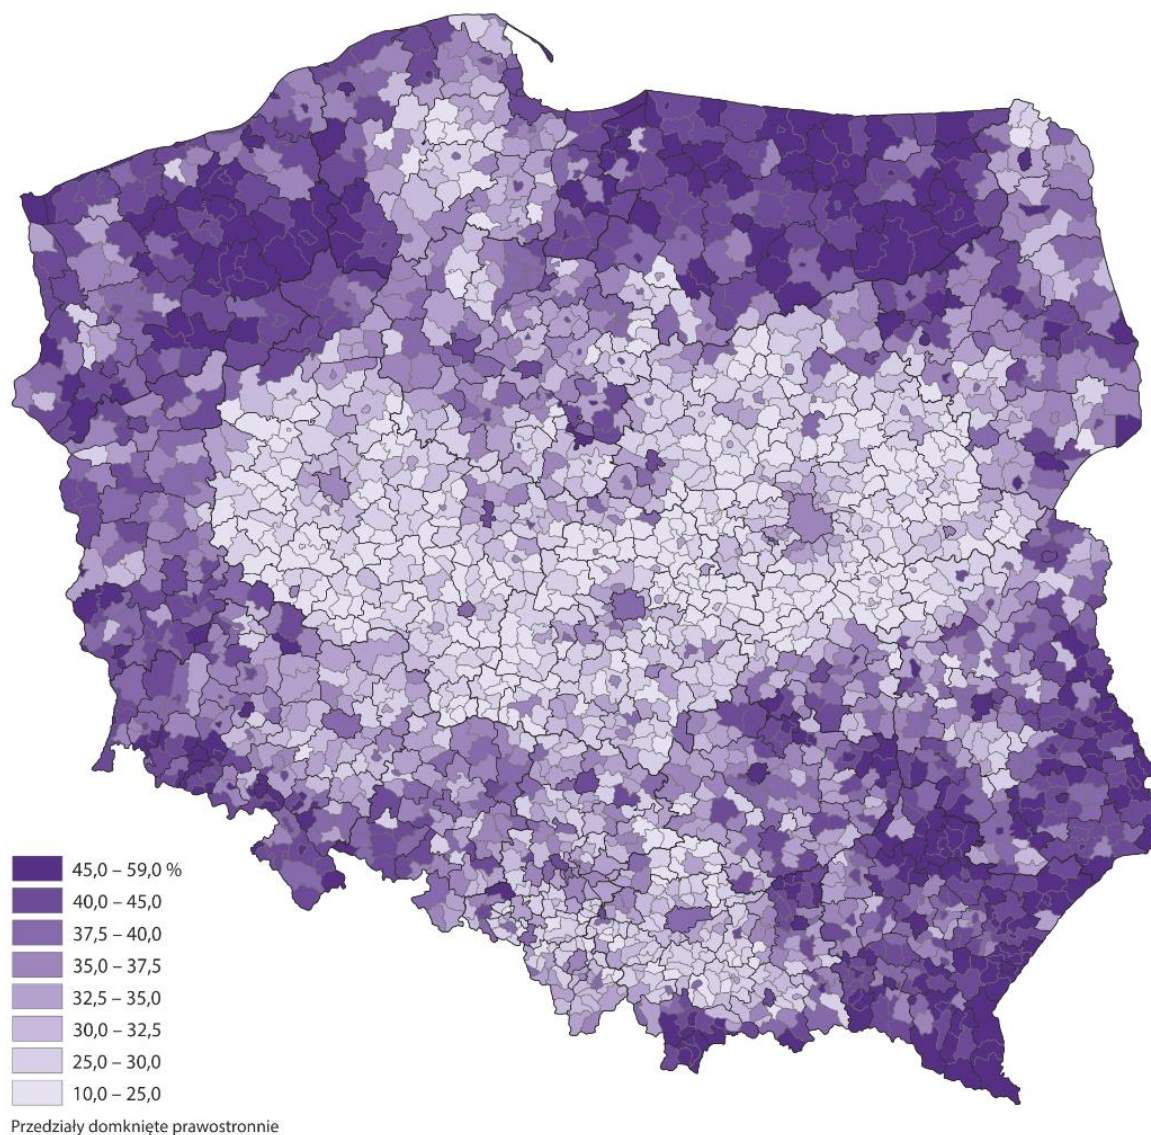 45,0 – 59,0 %
40,0 – 45,0
37,5 – 40,0
35,0 – 37,5
32,5 – 35,0
30,0 – 32,5
25,0 – 30,0
10,0 – 25,0
Przedziały domknięte prawostronnie